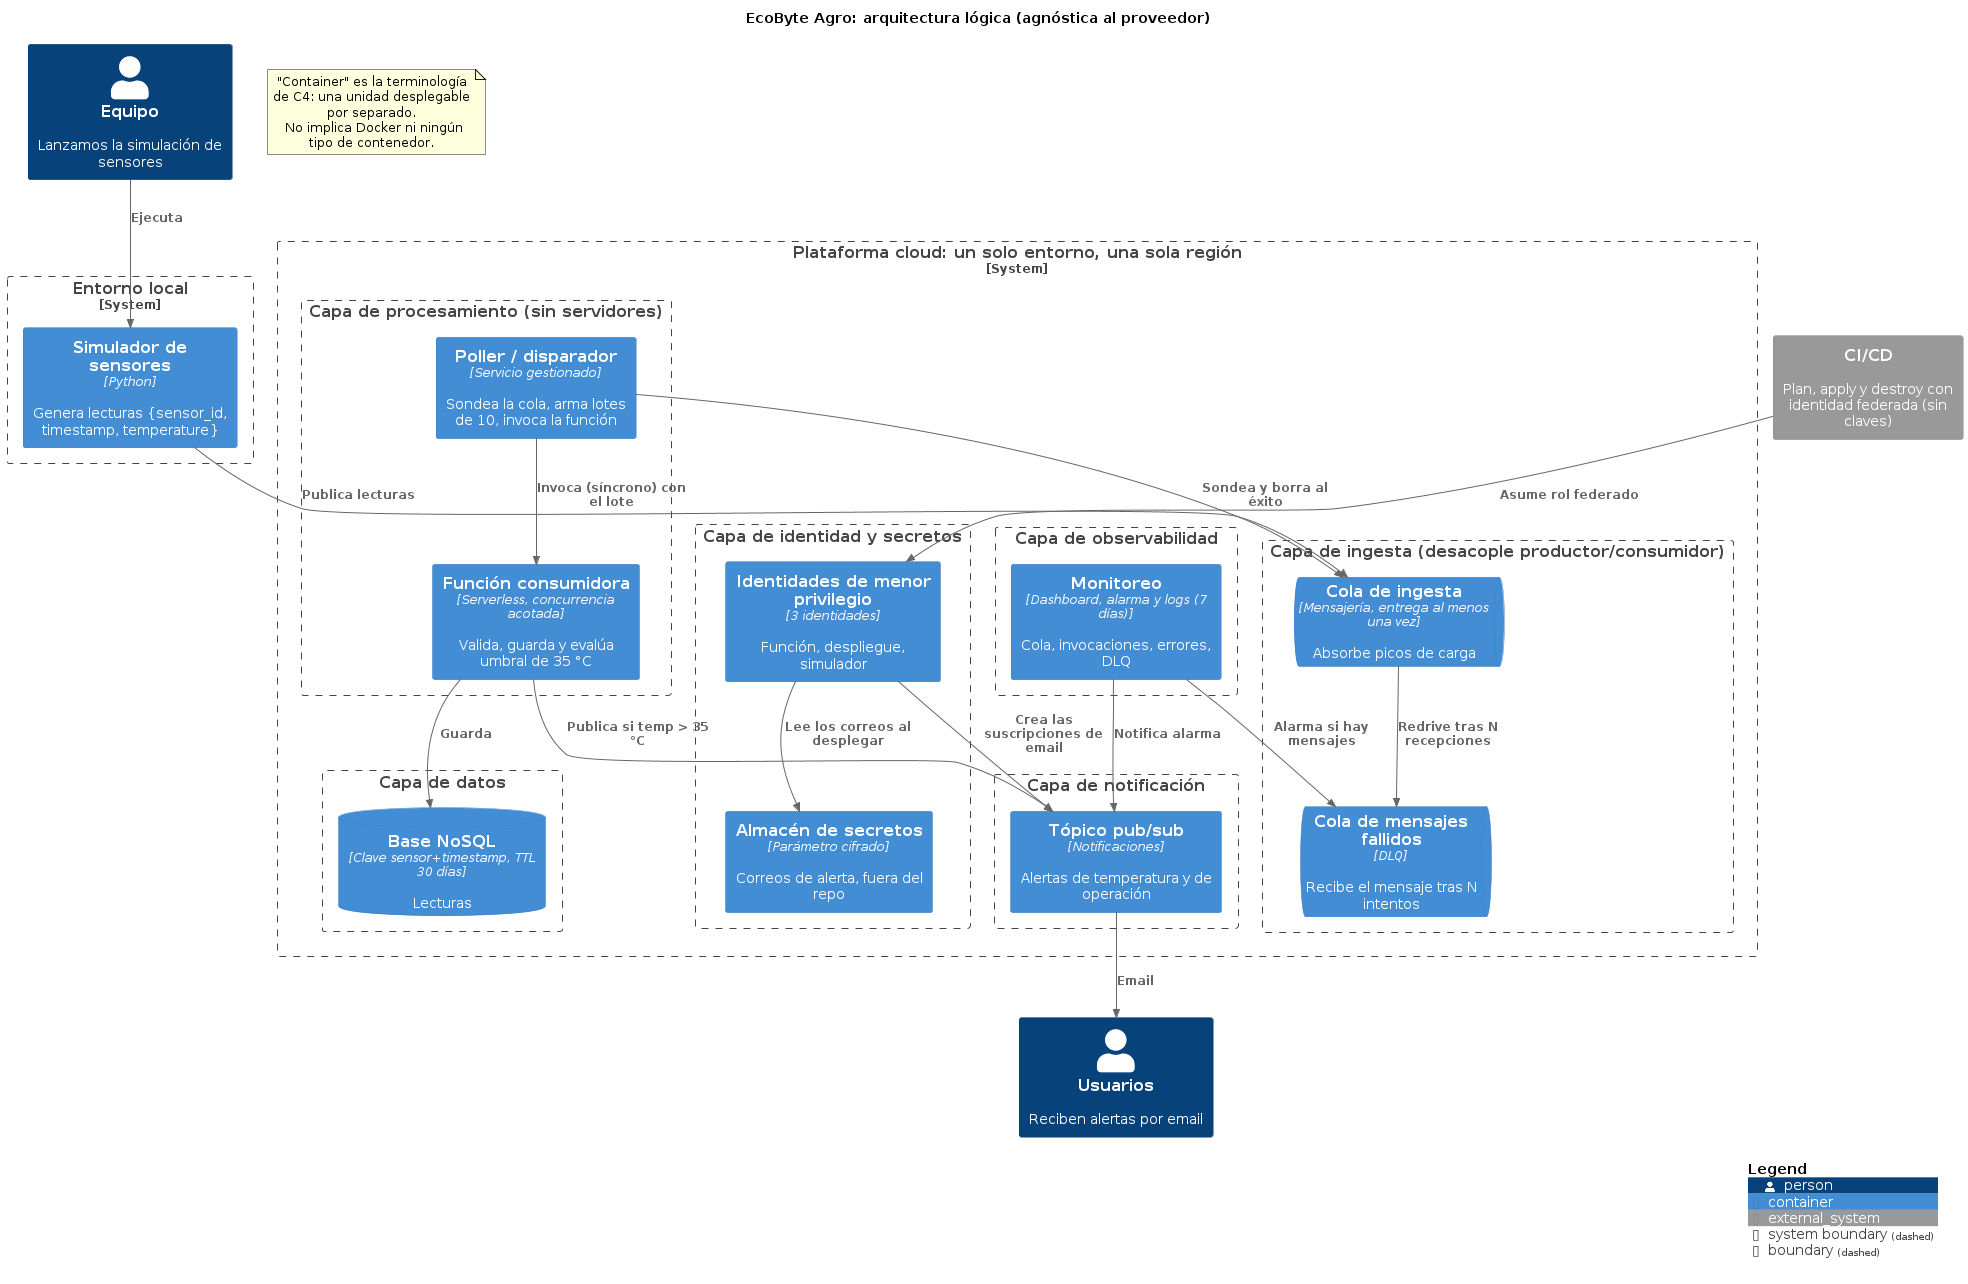 EcoByte Agro: arquitectura lógica (agnóstica al proveedor)
Equipo
Lanzamos la simulación de
sensores
"Container" es la terminología
de C4: una unidad desplegable
por separado.
No implica Docker ni ningún
tipo de contenedor.
Ejecuta
Plataforma cloud: un solo entorno, una sola región
[System]
Entorno local
[System]
Simulador de
sensores
[Python]
Genera lecturas {sensor_id,
timestamp, temperature}
Capa de procesamiento (sin servidores)
Poller / disparador
[Servicio gestionado]
Sondea la cola, arma lotes
de 10, invoca la función
CI/CD
Plan, apply y destroy con
identidad federada (sin
claves)
Publica lecturas
Invoca (síncrono) con
el lote
Sondea y borra al
éxito
Asume rol federado
Función consumidora
[Serverless, concurrencia
acotada]
Valida, guarda y evalúa
umbral de 35 °C
Capa de identidad y secretos
Identidades de menor
privilegio
[3 identidades]
Función, despliegue,
simulador
Capa de observabilidad
Monitoreo
[Dashboard, alarma y logs (7
días)]
Cola, invocaciones, errores,
DLQ
Capa de ingesta (desacople productor/consumidor)
Cola de ingesta
[Mensajería, entrega al menos
una vez]
Absorbe picos de carga
Guarda
Publica si temp > 35
°C
Lee los correos al
desplegar
Crea las
suscripciones de
email
Notifica alarma
Alarma si hay
mensajes
Redrive tras N
recepciones
Capa de datos
Base NoSQL
[Clave sensor+timestamp, TTL
30 días]
Lecturas
Almacén de secretos
[Parámetro cifrado]
Correos de alerta, fuera del
repo
Capa de notificación
Tópico pub/sub
[Notificaciones]
Alertas de temperatura y de
operación
Cola de mensajes
fallidos
[DLQ]
Recibe el mensaje tras N
intentos
Email
Usuarios
Reciben alertas por email
Legend
person
container
external_system
system boundary (dashed)
boundary (dashed)